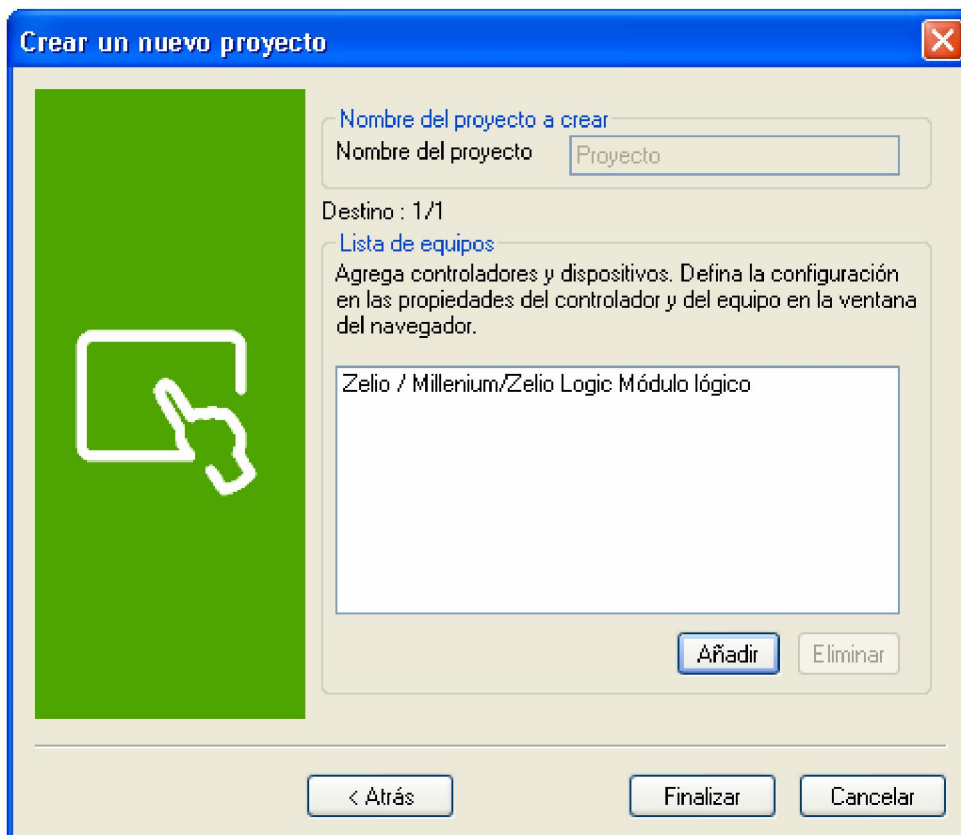 Crear un nuevo proyecto
Nombre del proyecto a crear
Nombre del proyecto Proyecto
Destino : 1/1
Lista de equipos
Agrega controladores y dispositivos. Defina la configuración
en las propiedades del controlador y del equipo en la ventana
del navegador.
Zelio / Millenium/Zelio Logic Módulo lógico
Añadir Eliminar
< Atrás Finalizar Cancelar